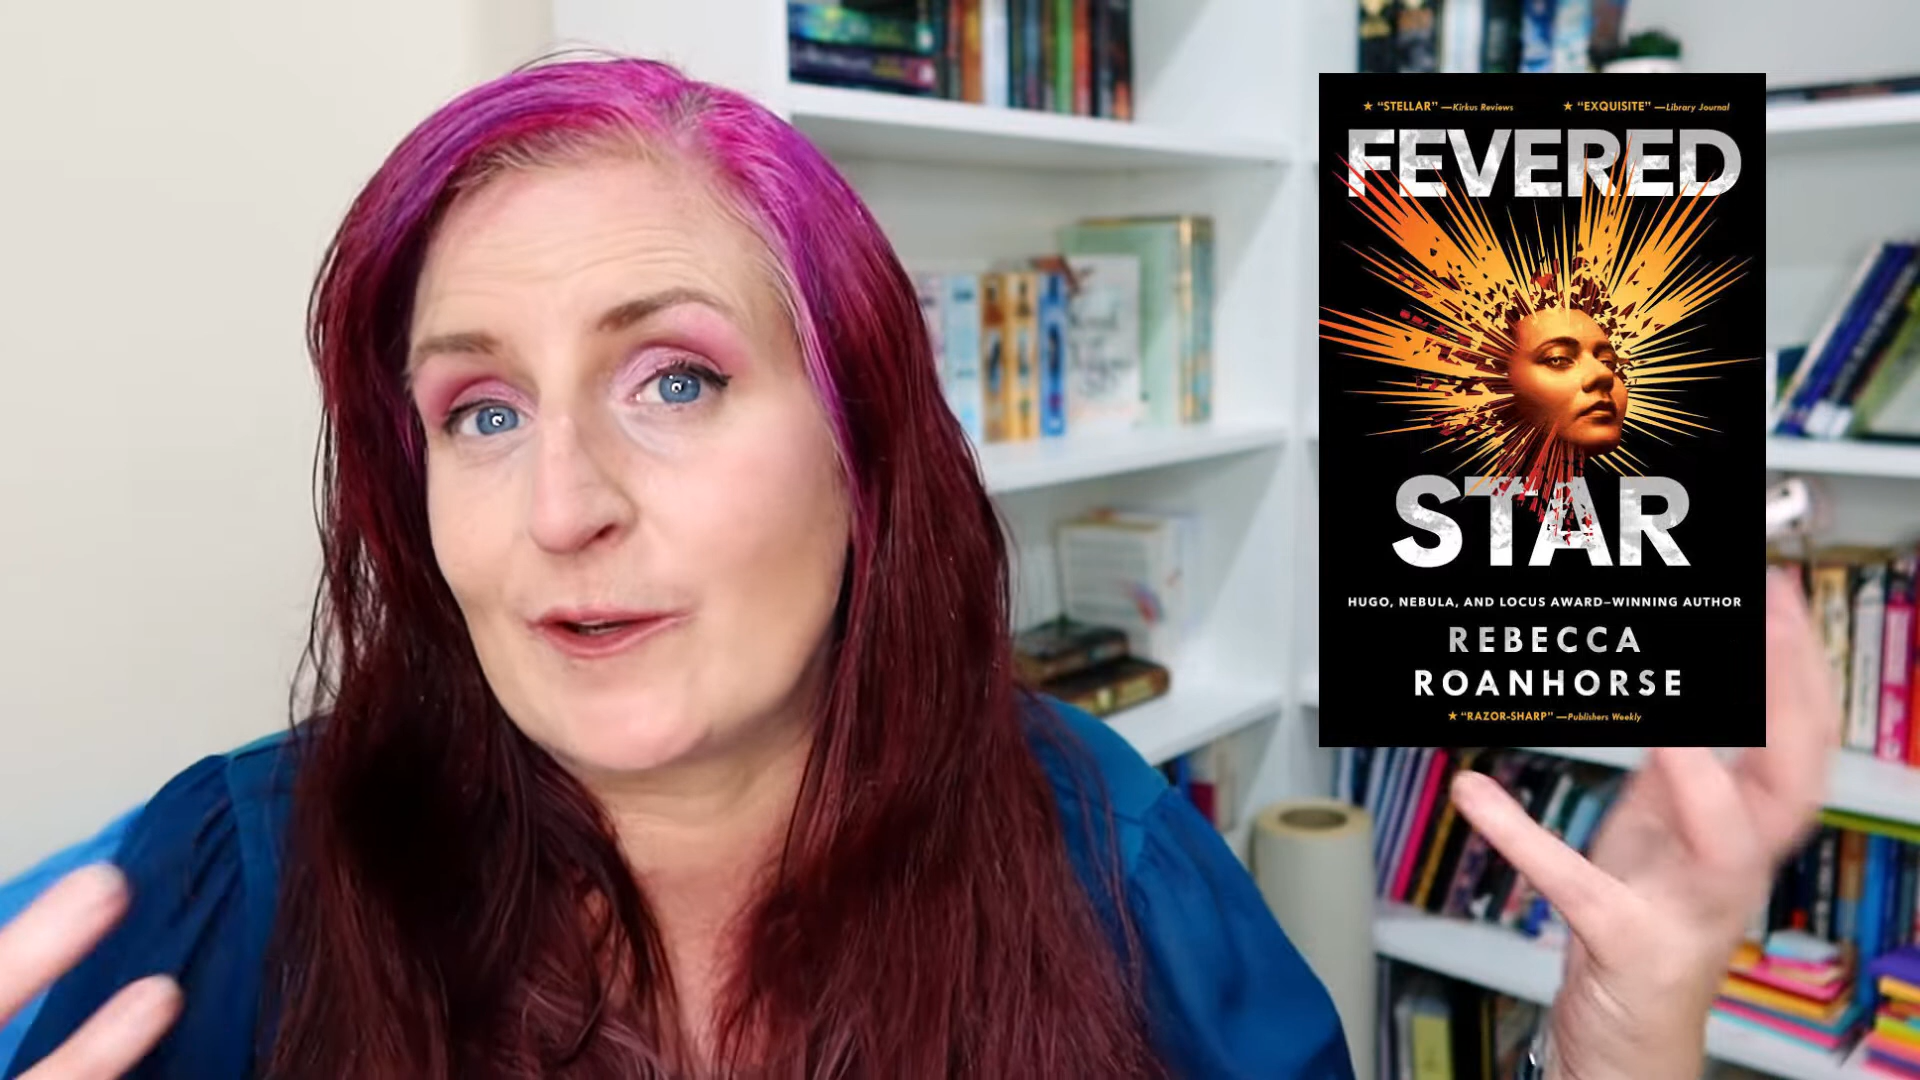 ★ “STELLAR” —Kirkus Reviews ★ “EXQUISITE” —Library Journal
FEVERED
STAR
HUGO, NEBULA, AND LOCUS AWARD–WINNING AUTHOR
REBECCA
ROANHORSE
★ “RAZOR-SHARP” —Publishers Weekly